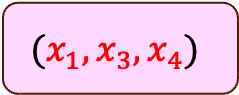 (x₁, x₃, x₄)